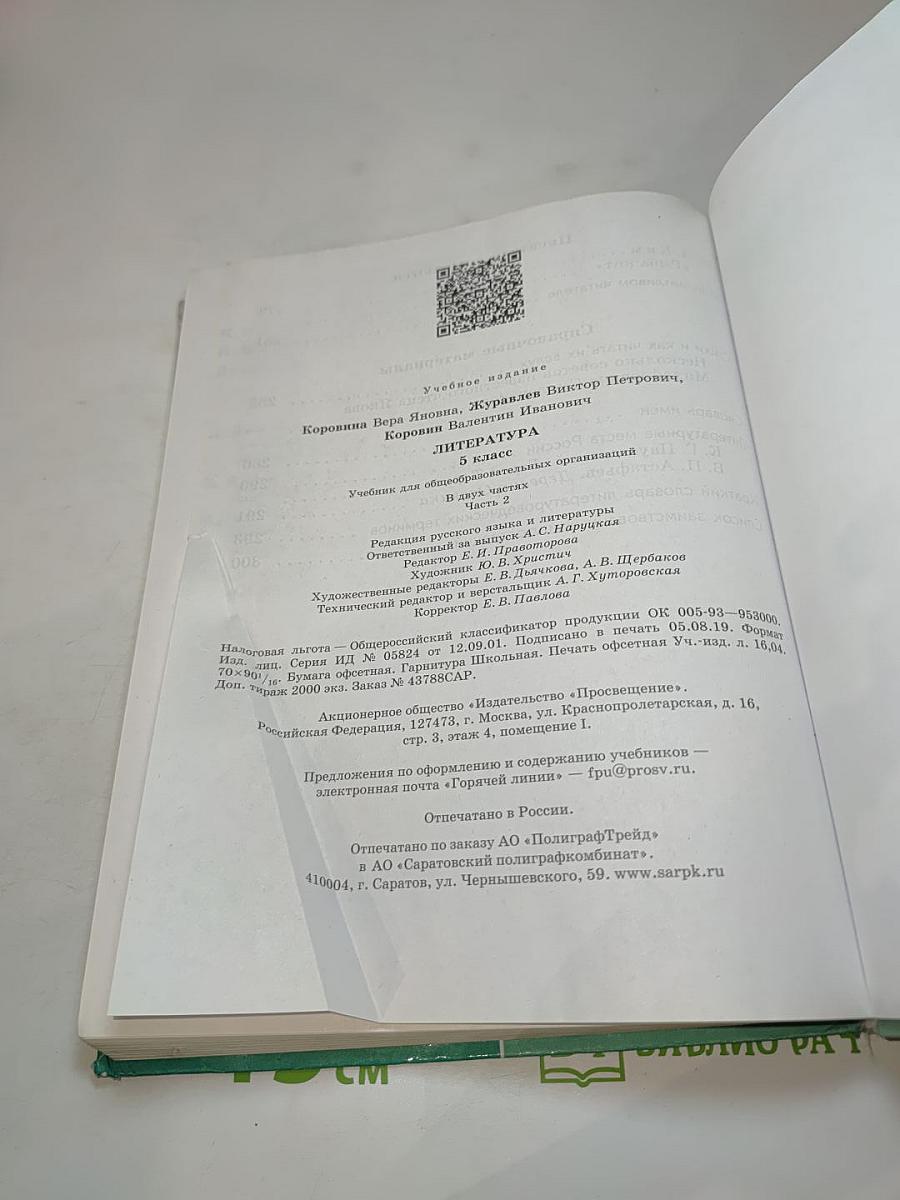 Учебное издание
Коровина Вера Яновна, Журавлев Виктор Петрович,
Коровин Валентин Иванович
ЛИТЕРАТУРА
5 класс
Учебник для общеобразовательных организаций
В двух частях
Часть 2
Редакция русского языка и литературы
Ответственный за выпуск А. С. Наруцкая
Редактор Е. И. Правоторова
Художник Ю. В. Христич
Художественные редакторы Е. В. Дьячкова, А. В. Щербаков
Технический редактор и верстальщик А. Г. Хуторовская
Корректор Е. В. Павлова
Налоговая льгота — Общероссийский классификатор продукции ОК 005-93—953000.
Изд. лиц. Серия ИД № 05824 от 12.09.01. Подписано в печать 05.08.19. Формат
70×90 1/16. Бумага офсетная. Гарнитура Школьная. Печать офсетная Уч.-изд. л. 16,04.
Доп. тираж 2000 экз. Заказ № 43788САР.
Акционерное общество «Издательство «Просвещение».
Российская Федерация, 127473, г. Москва, ул. Краснопролетарская, д. 16,
стр. 3, этаж 4, помещение I.
Предложения по оформлению и содержанию учебников —
электронная почта «Горячей линии» — fpu@prosv.ru.
Отпечатано в России.
Отпечатано по заказу АО «ПолиграфТрейд»
в АО «Саратовский полиграфкомбинат».
410004, г. Саратов, ул. Чернышевского, 59. www.sarpk.ru
см